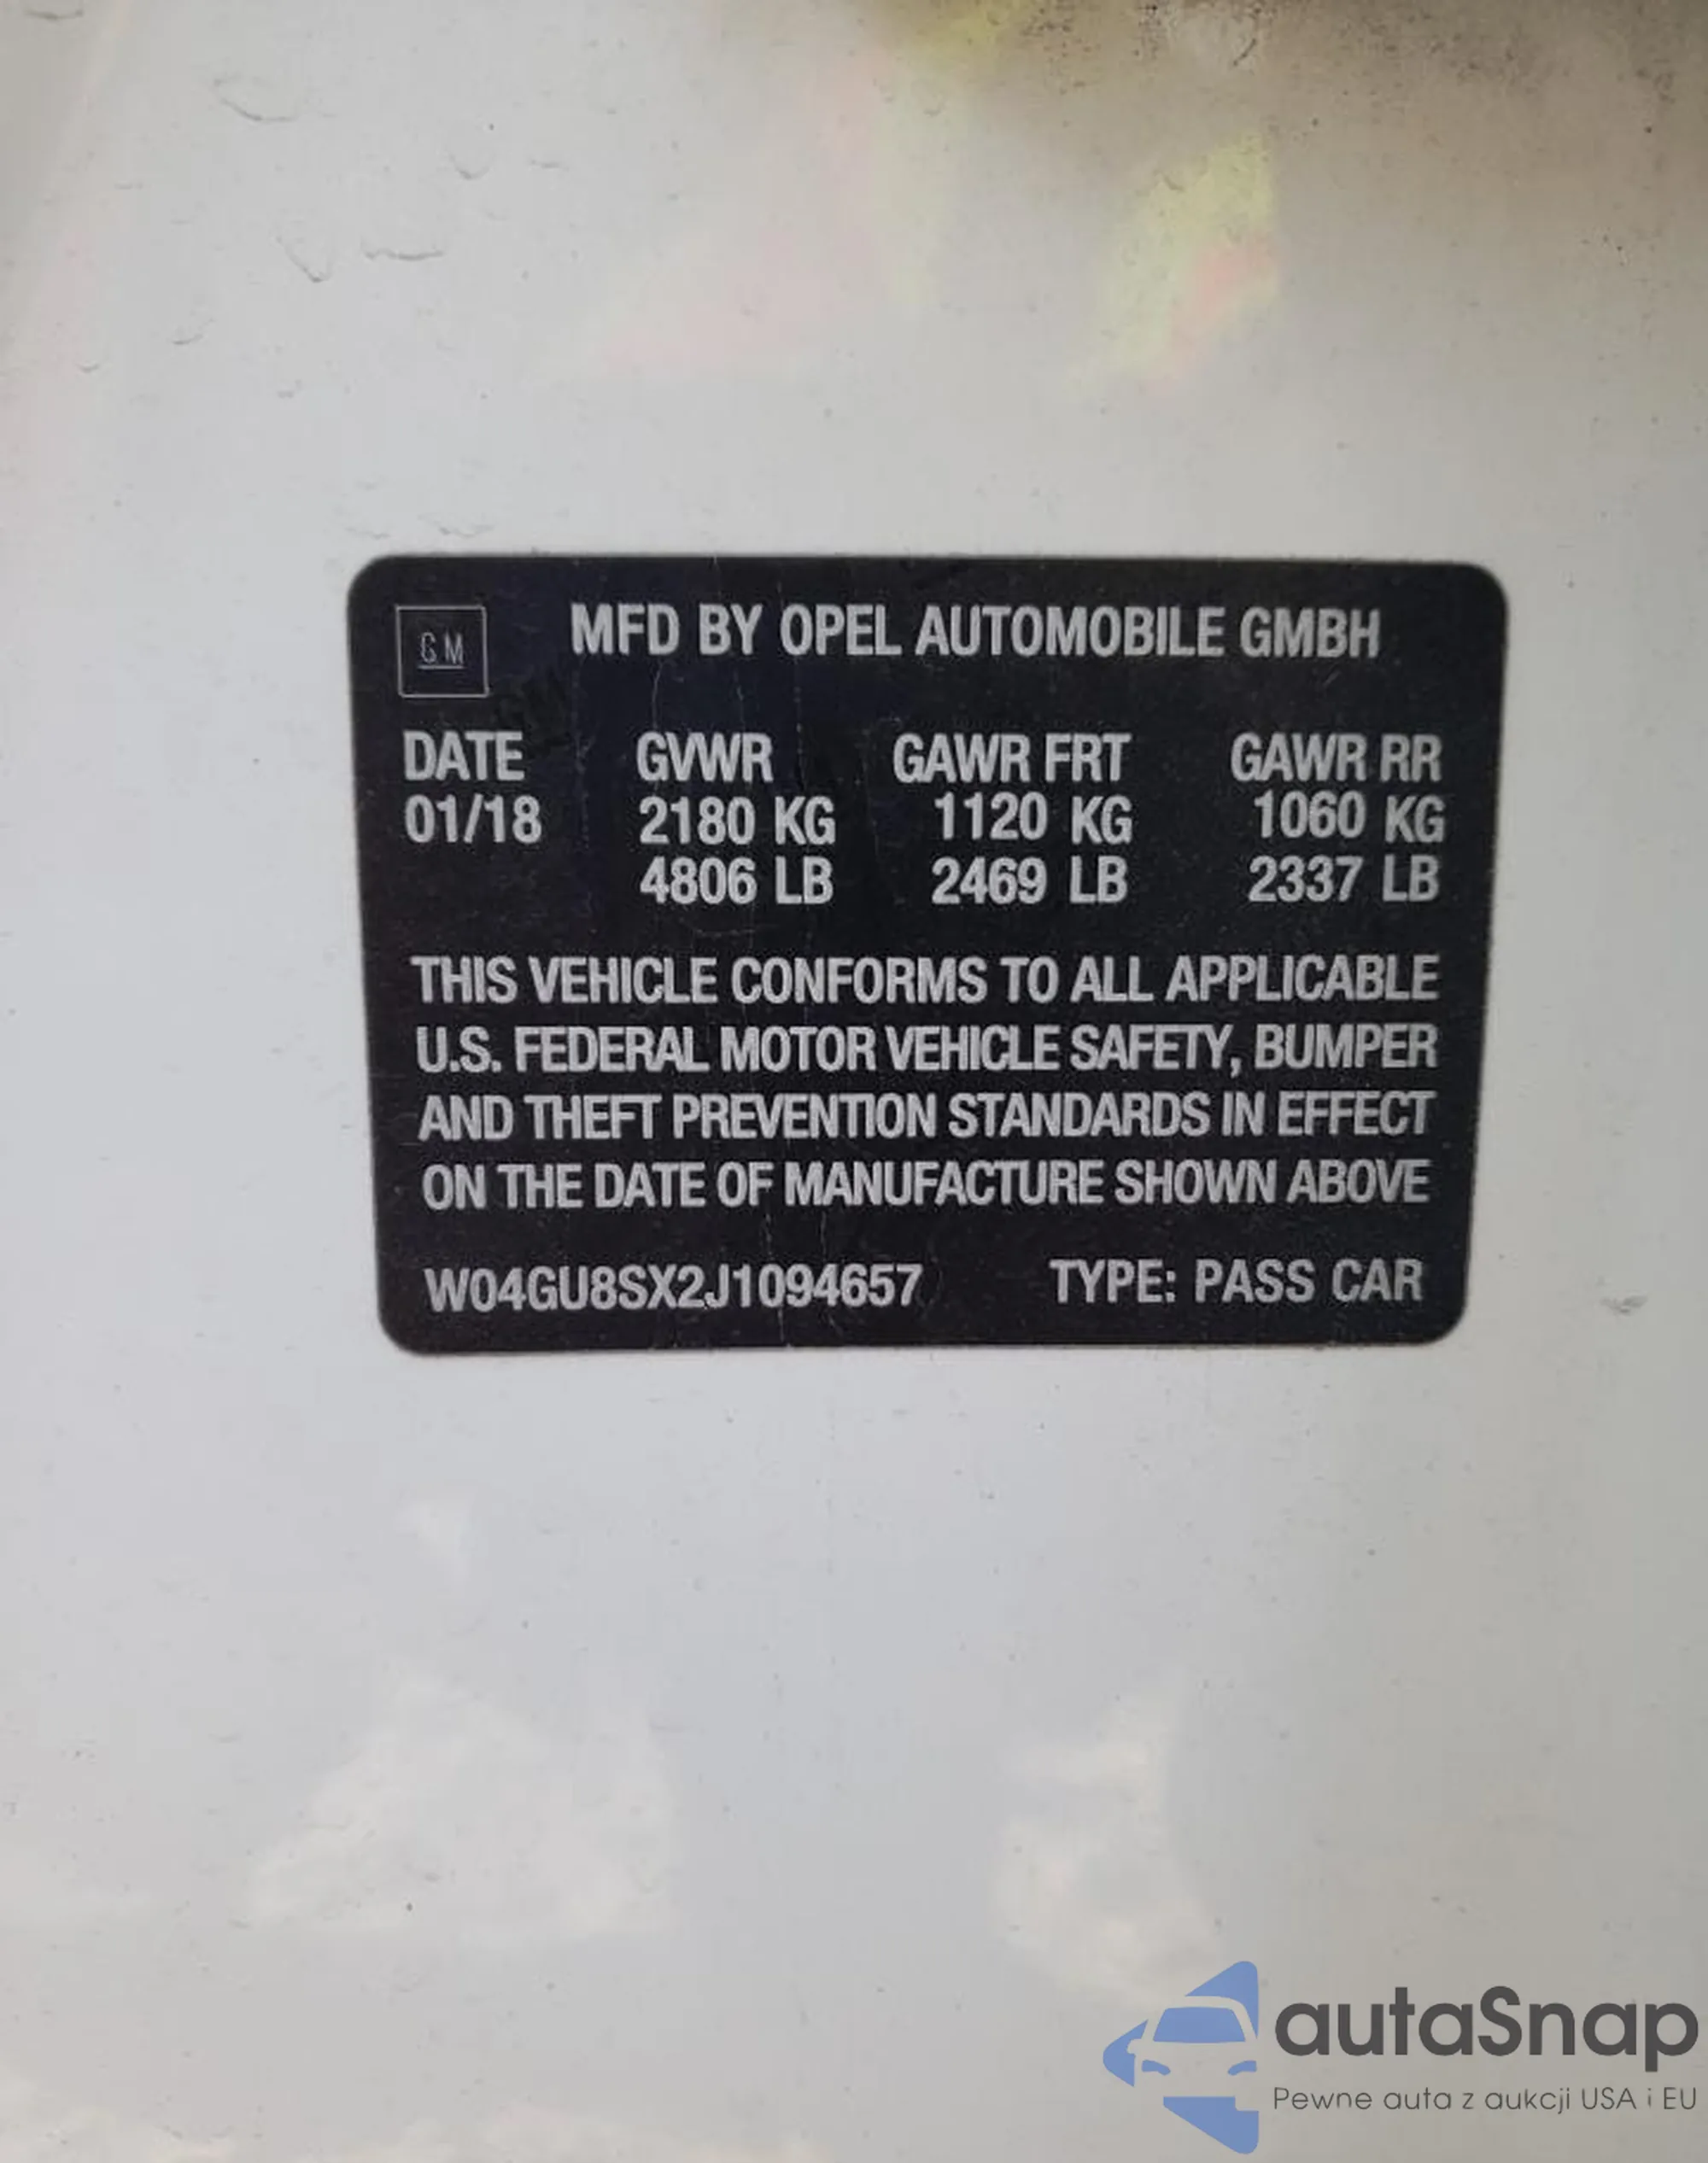 GM
MFD BY OPEL AUTOMOBILE GMBH
DATE GVWR GAWR FRT GAWR RR
01/18 2180 KG 1120 KG 1060 KG
4806 LB 2469 LB 2337 LB
THIS VEHICLE CONFORMS TO ALL APPLICABLE
U.S. FEDERAL MOTOR VEHICLE SAFETY, BUMPER
AND THEFT PREVENTION STANDARDS IN EFFECT
ON THE DATE OF MANUFACTURE SHOWN ABOVE
W04GU8SX2J1094657 TYPE: PASS CAR
autaSnap
Pewne auta z aukcji USA i EU